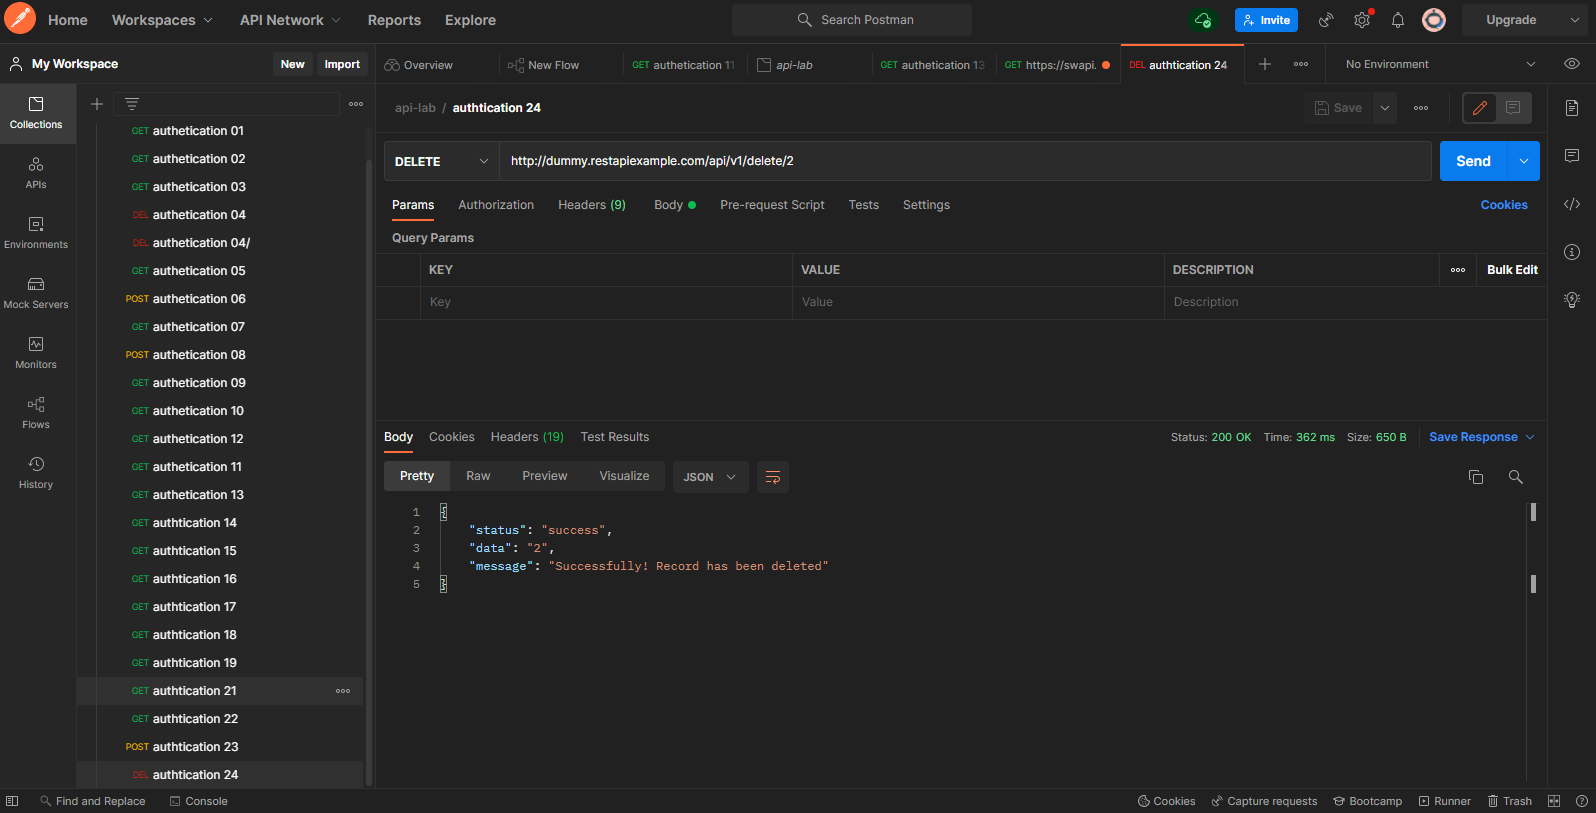 Home Workspaces API Network Reports Explore Search Postman Invite Upgrade
My Workspace New Import Overview New Flow GET authetication 11 api-lab GET authetication 13 GET https://swapi. DEL authtication 24 No Environment
Collections
APIs
Environments
Mock Servers
Monitors
Flows
History
GET authetication 01
GET authetication 02
GET authetication 03
DEL authetication 04
DEL authetication 04/
GET authetication 05
POST authetication 06
GET authetication 07
POST authetication 08
GET authetication 09
GET authetication 10
GET authetication 12
GET authetication 11
GET authetication 13
GET authtication 14
GET authtication 15
GET authtication 16
GET authtication 17
GET authtication 18
GET authtication 19
GET authtication 21
GET authtication 22
POST authtication 23
DEL authtication 24
api-lab / authtication 24 Save
DELETE http://dummy.restapiexample.com/api/v1/delete/2 Send
Params Authorization Headers (9) Body Pre-request Script Tests Settings Cookies
Query Params
KEY VALUE DESCRIPTION Bulk Edit
Key Value Description
Body Cookies Headers (19) Test Results Status: 200 OK Time: 362 ms Size: 650 B Save Response
Pretty Raw Preview Visualize JSON
1 {
2 "status": "success",
3 "data": "2",
4 "message": "Successfully! Record has been deleted"
5 }
Find and Replace Console Cookies Capture requests Bootcamp Runner Trash